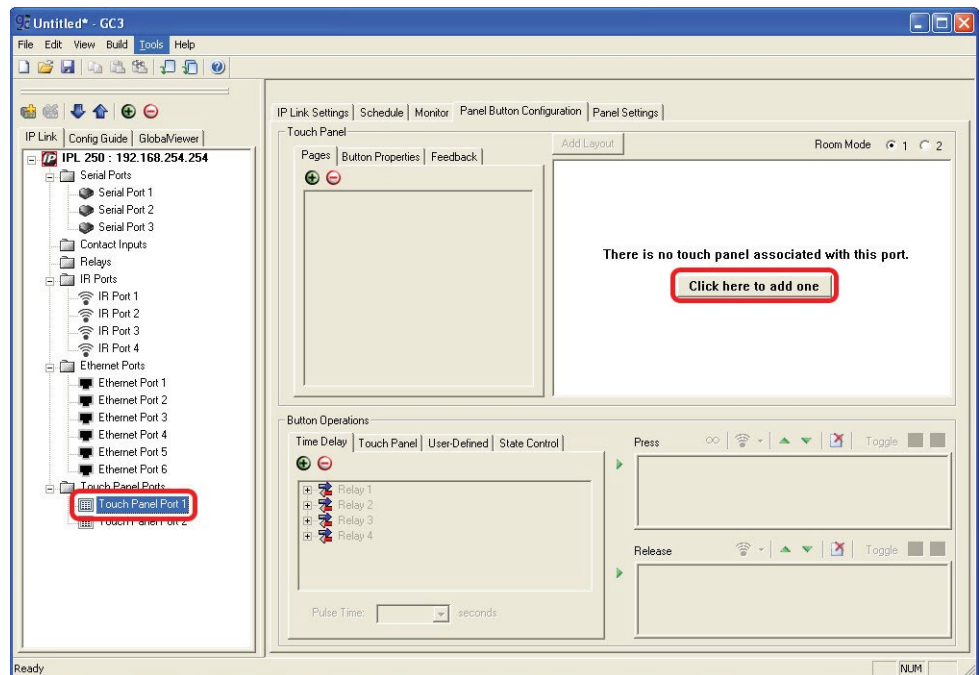 Untitled* - GC3
File Edit View Build Tools Help
IP Link Config Guide GlobalViewer
IPL 250 : 192.168.254.254
Serial Ports
Serial Port 1
Serial Port 2
Serial Port 3
Contact Inputs
Relays
IR Ports
IR Port 1
IR Port 2
IR Port 3
IR Port 4
Ethernet Ports
Ethernet Port 1
Ethernet Port 2
Ethernet Port 3
Ethernet Port 4
Ethernet Port 5
Ethernet Port 6
Touch Panel Ports
Touch Panel Port 1
Touch Panel Port 2
IP Link Settings Schedule Monitor Panel Button Configuration Panel Settings
Touch Panel
Pages Button Properties Feedback
Add Layout
Room Mode 1 2
There is no touch panel associated with this port.
Click here to add one
Button Operations
Time Delay Touch Panel User-Defined State Control
Relay 1
Relay 2
Relay 3
Relay 4
Pulse Time: seconds
Press Toggle
Release Toggle
Ready NUM